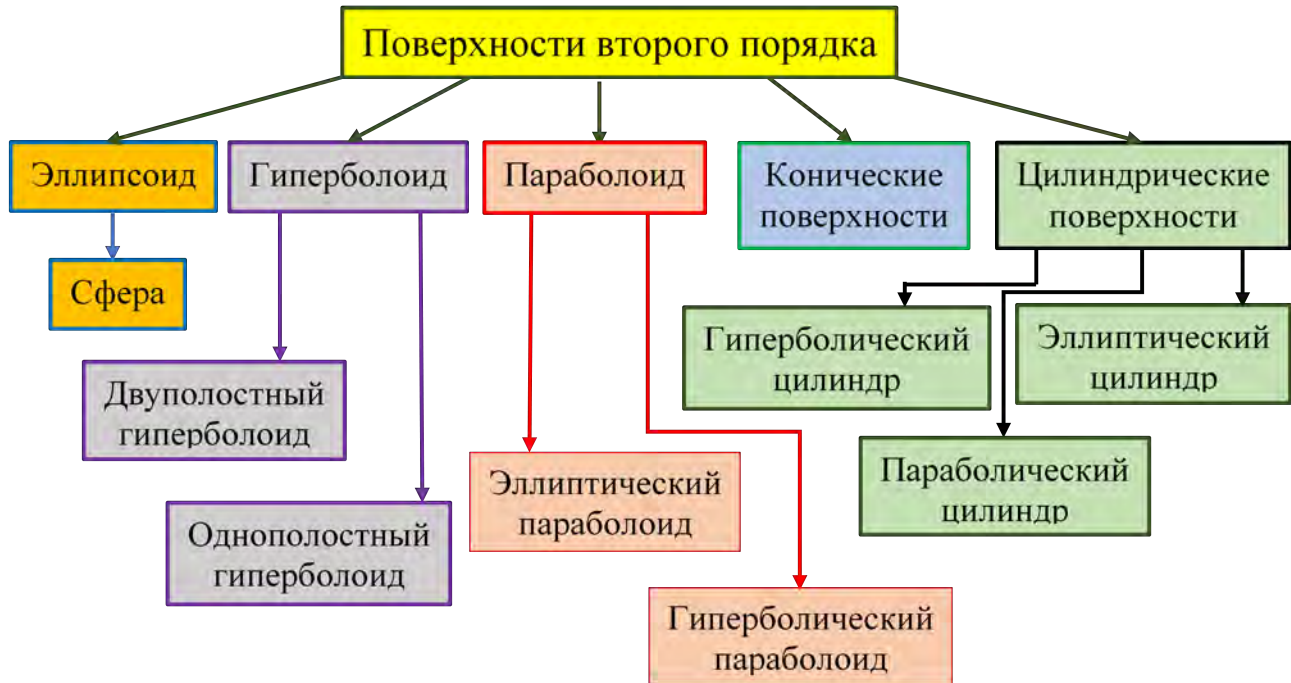 Поверхности второго порядка
Эллипсоид
Гиперболоид
Параболоид
Конические
поверхности
Цилиндрические
поверхности
Сфера
Гиперболический
цилиндр
Эллиптический
цилиндр
Двуполостный
гиперболоид
Параболический
цилиндр
Эллиптический
параболоид
Однополостный
гиперболоид
Гиперболический
параболоид